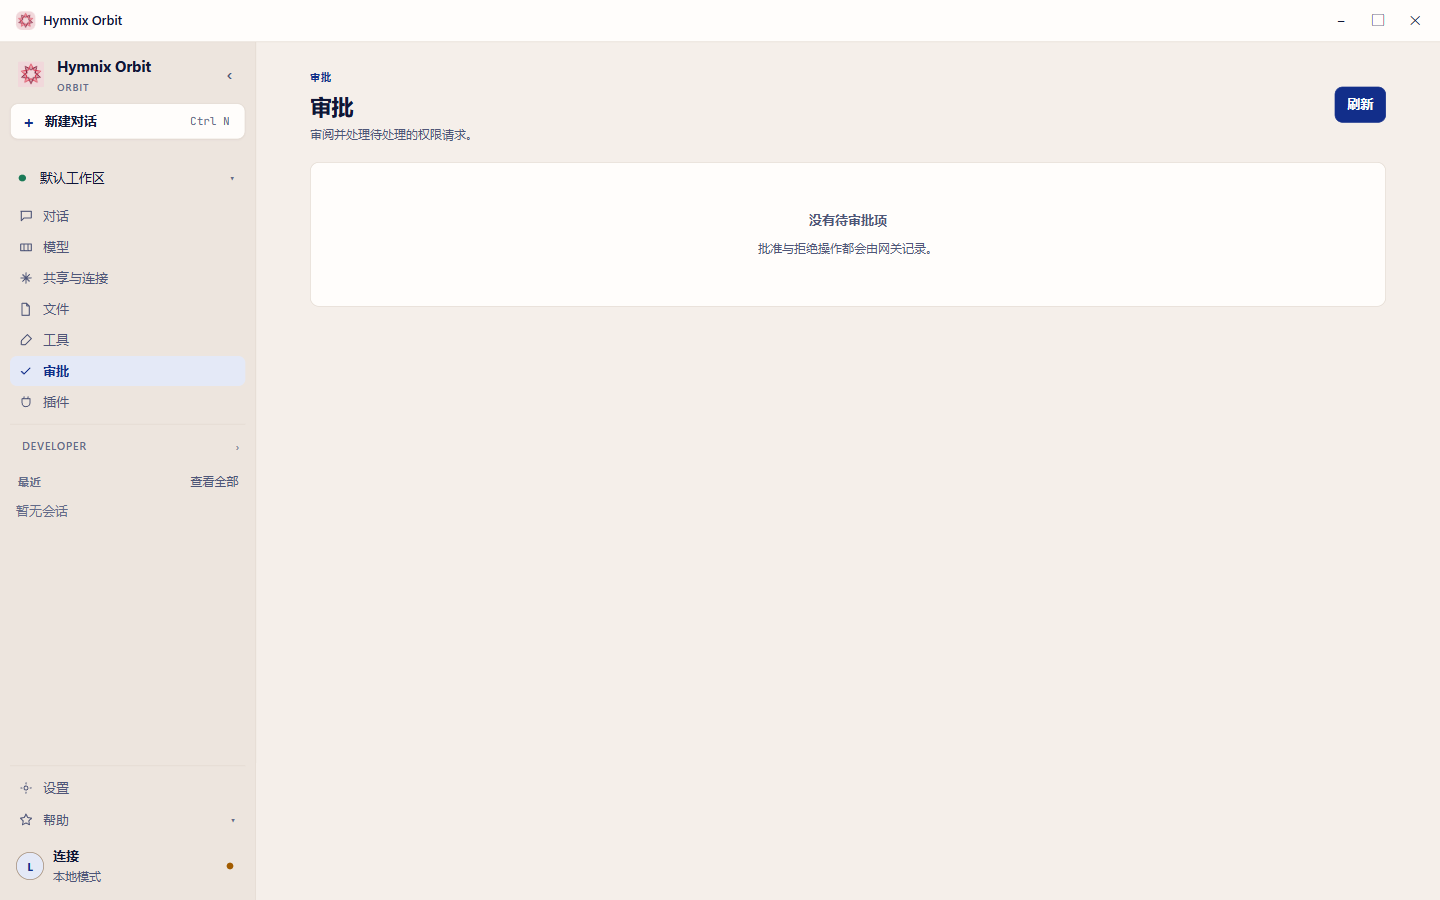 Hymnix Orbit
Hymnix Orbit
ORBIT
+ 新建对话 Ctrl N
默认工作区
对话
模型
共享与连接
文件
工具
审批
插件
DEVELOPER
最近 查看全部
暂无会话
设置
帮助
L
连接
本地模式
审批
审批
审阅并处理待处理的权限请求。
刷新
没有待审批项
批准与拒绝操作都会由网关记录。